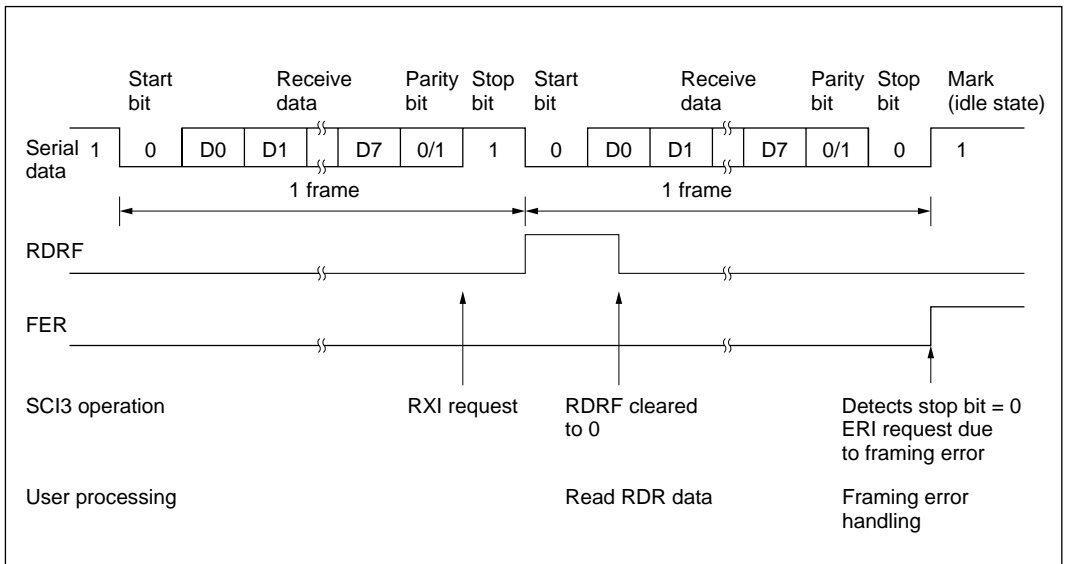 Start bit Receive data Parity bit Stop bit Start bit Receive data Parity bit Stop bit Mark (idle state)
Serial data 1 0 D0 D1 D7 0/1 1 0 D0 D1 D7 0/1 0 1
1 frame 1 frame
RDRF
FER
SCI3 operation RXI request RDRF cleared to 0 Detects stop bit = 0 ERI request due to framing error
User processing Read RDR data Framing error handling